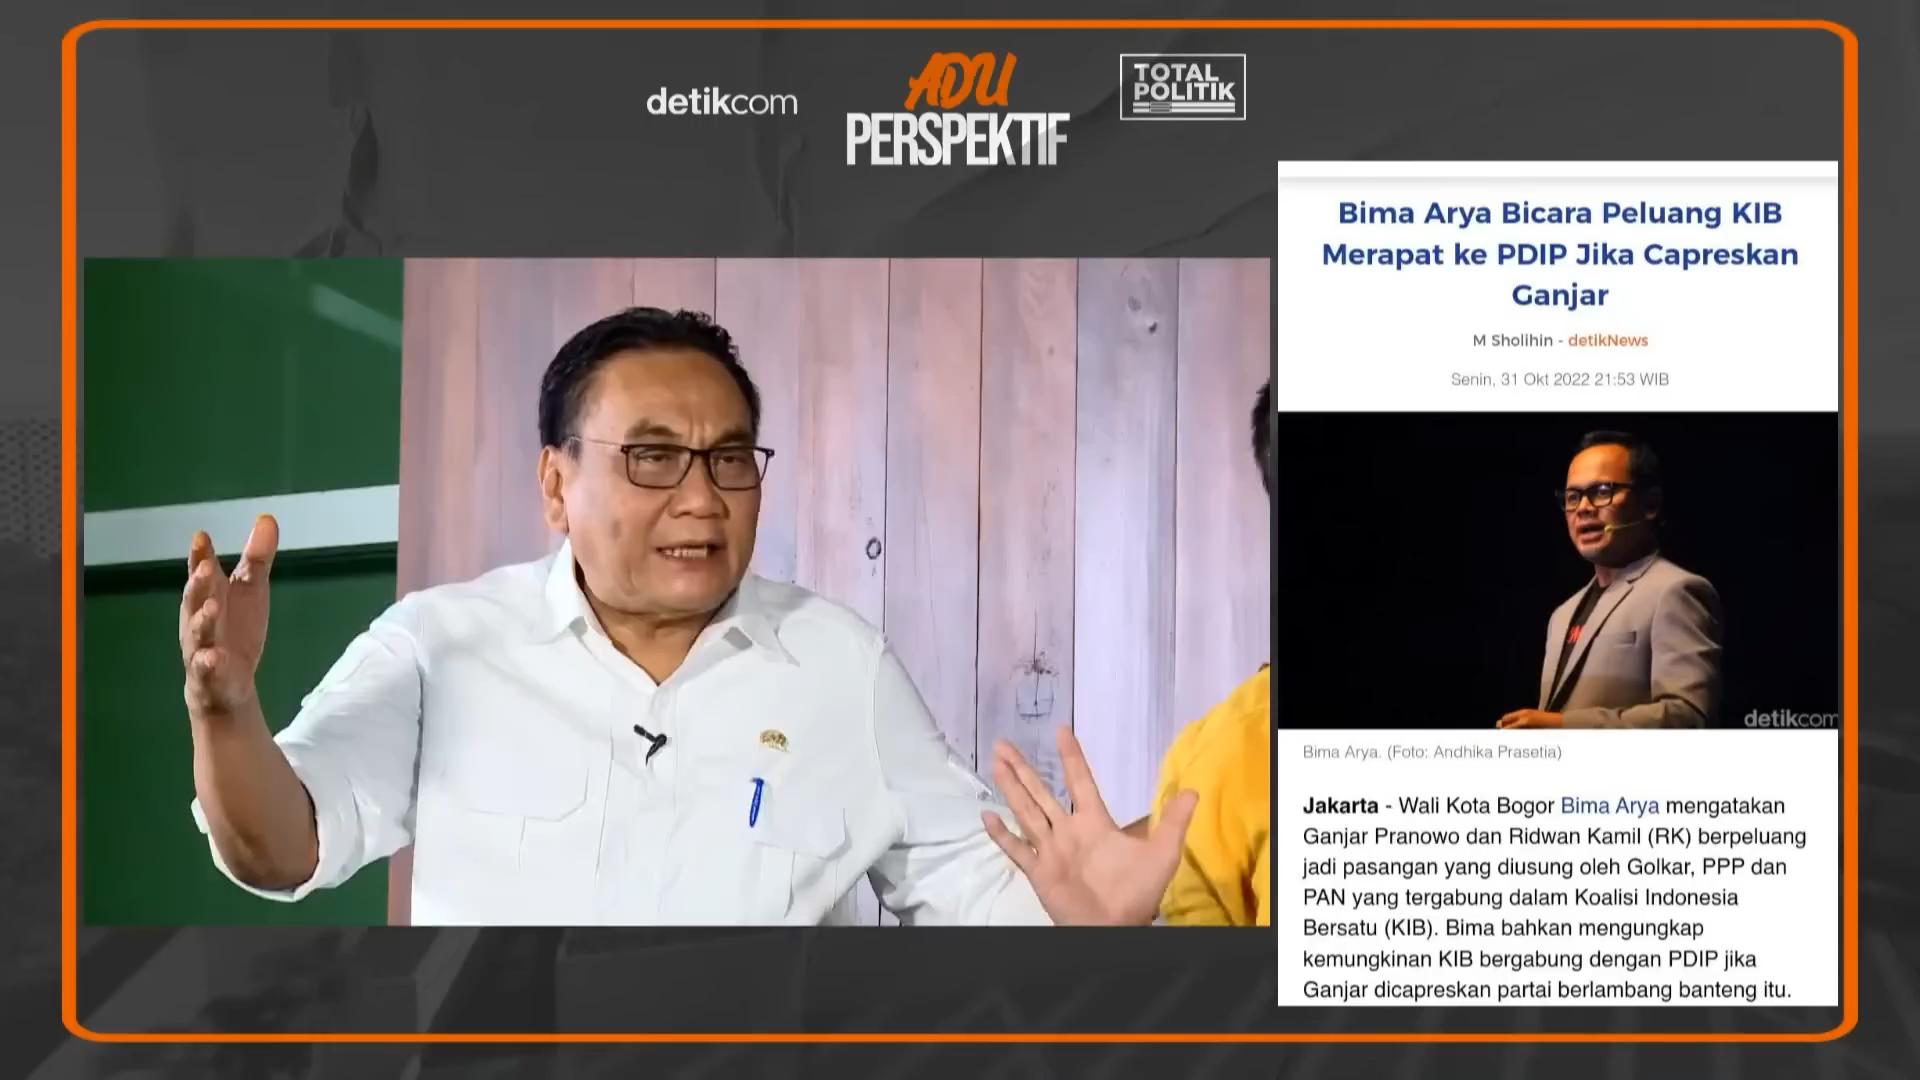 detikcom
ADU
PERSPEKTIF
TOTAL
POLITIK
Bima Arya Bicara Peluang KIB
Merapat ke PDIP Jika Capreskan
Ganjar
M Sholihin - detikNews
Senin, 31 Okt 2022 21:53 WIB
detikcom
Bima Arya. (Foto: Andhika Prasetia)
Jakarta - Wali Kota Bogor Bima Arya mengatakan
Ganjar Pranowo dan Ridwan Kamil (RK) berpeluang
jadi pasangan yang diusung oleh Golkar, PPP dan
PAN yang tergabung dalam Koalisi Indonesia
Bersatu (KIB). Bima bahkan mengungkap
kemungkinan KIB bergabung dengan PDIP jika
Ganjar dicapreskan partai berlambang banteng itu.